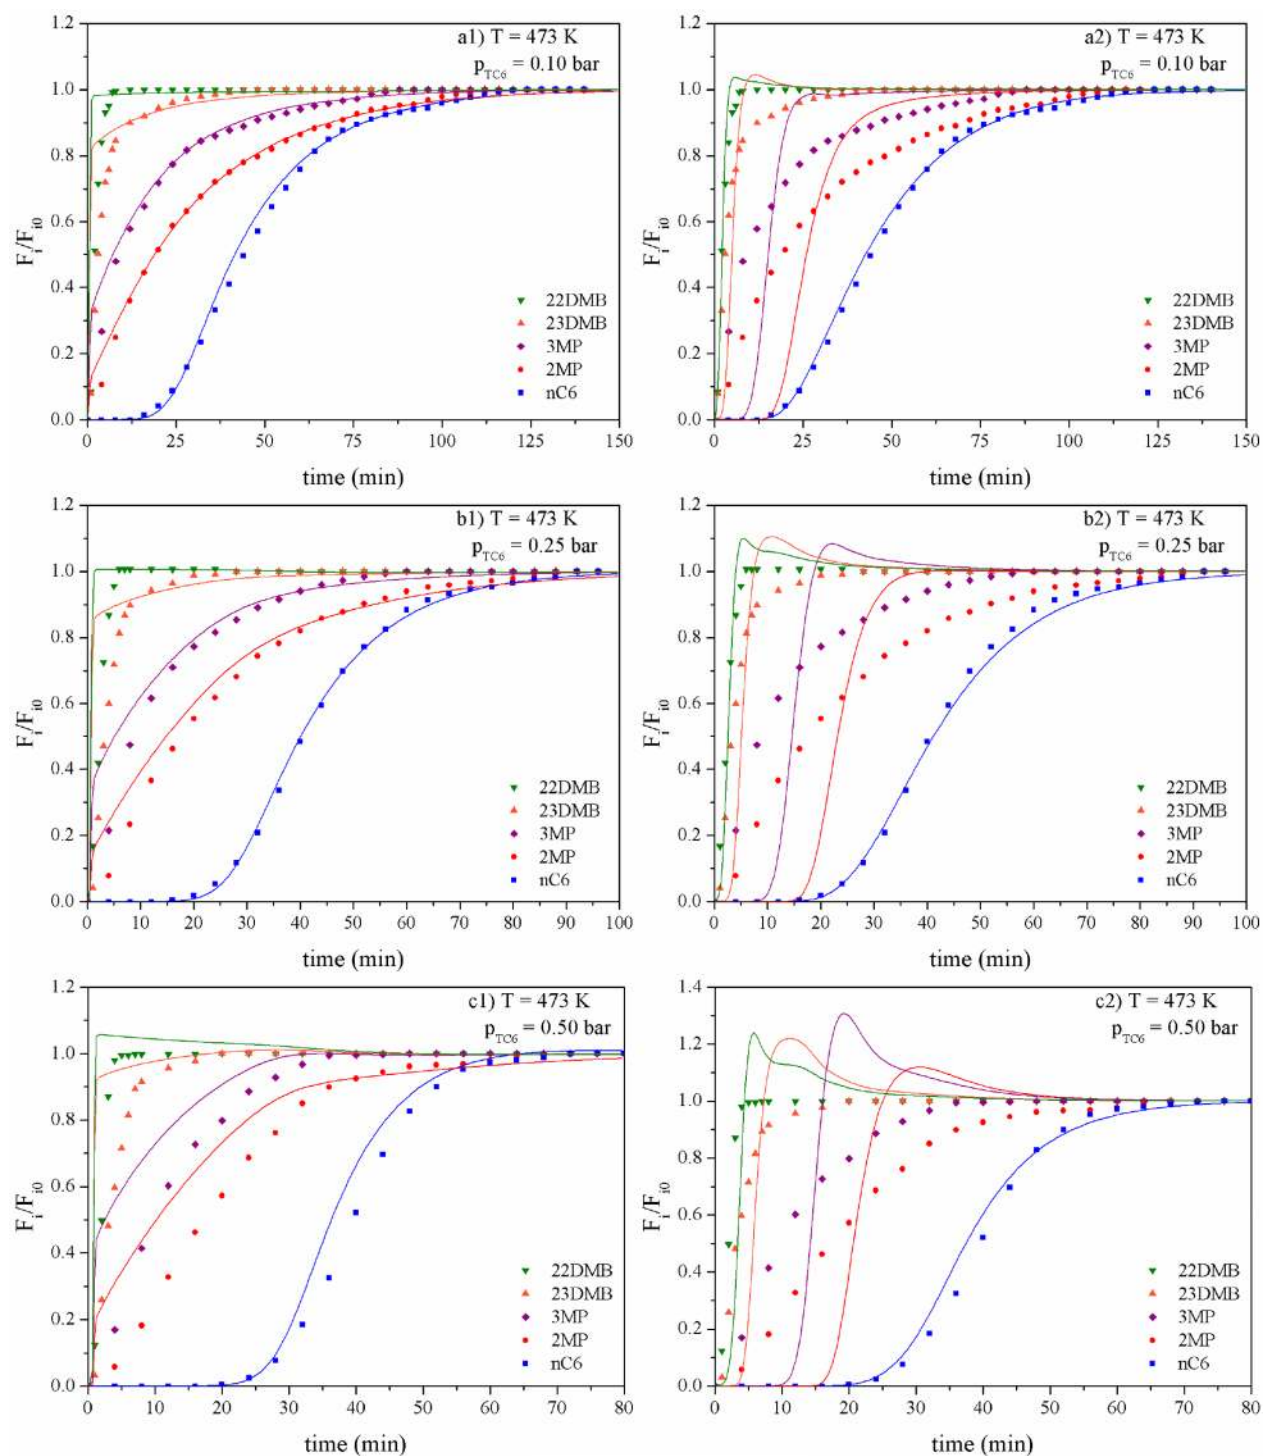 a1) T = 473 K
p_TC6 = 0.10 bar
1.2
1.0
0.8
0.6
0.4
0.2
0.0
F_i/F_i0
22DMB
23DMB
3MP
2MP
nC6
0 25 50 75 100 125 150
time (min)
a2) T = 473 K
p_TC6 = 0.10 bar
1.2
1.0
0.8
0.6
0.4
0.2
0.0
F_i/F_i0
22DMB
23DMB
3MP
2MP
nC6
0 25 50 75 100 125 150
time (min)
b1) T = 473 K
p_TC6 = 0.25 bar
1.2
1.0
0.8
0.6
0.4
0.2
0.0
F_i/F_i0
22DMB
23DMB
3MP
2MP
nC6
0 10 20 30 40 50 60 70 80 90 100
time (min)
b2) T = 473 K
p_TC6 = 0.25 bar
1.2
1.0
0.8
0.6
0.4
0.2
0.0
F_i/F_i0
22DMB
23DMB
3MP
2MP
nC6
0 10 20 30 40 50 60 70 80 90 100
time (min)
c1) T = 473 K
p_TC6 = 0.50 bar
1.2
1.0
0.8
0.6
0.4
0.2
0.0
F_i/F_i0
22DMB
23DMB
3MP
2MP
nC6
0 10 20 30 40 50 60 70 80
time (min)
c2) T = 473 K
p_TC6 = 0.50 bar
1.4
1.2
1.0
0.8
0.6
0.4
0.2
0.0
F_i/F_i0
22DMB
23DMB
3MP
2MP
nC6
0 10 20 30 40 50 60 70 80
time (min)